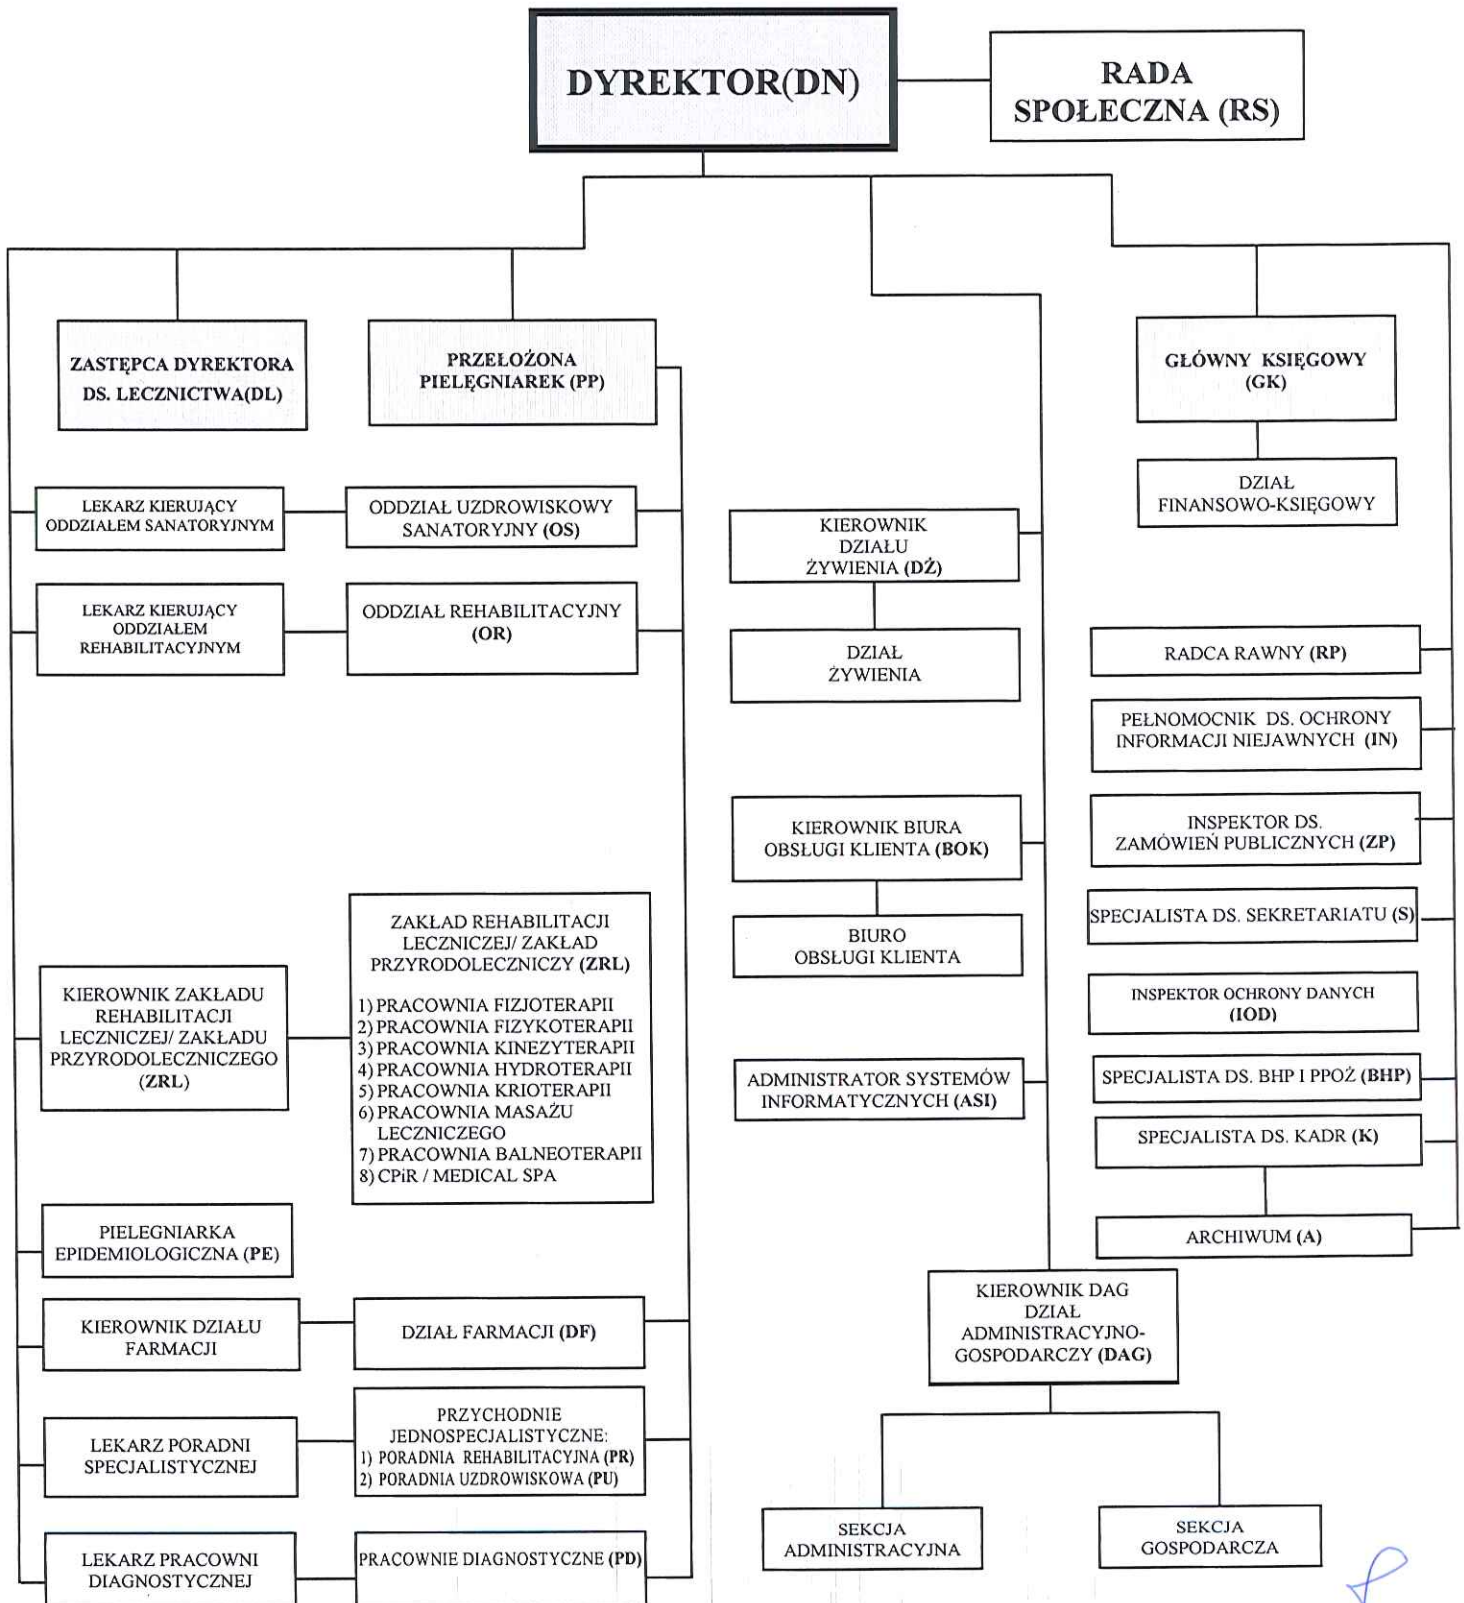 DYREKTOR(DN)
RADA
SPOŁECZNA (RS)
ZASTĘPCA DYREKTORA
DS. LECZNICTWA(DL)
PRZEŁOŻONA
PIELĘGNIAREK (PP)
GŁÓWNY KSIĘGOWY
(GK)
DZIAŁ
FINANSOWO-KSIĘGOWY
LEKARZ KIERUJĄCY
ODDZIAŁEM SANATORYJNYM
ODDZIAŁ UZDROWISKOWY
SANATORYJNY (OS)
LEKARZ KIERUJĄCY
ODDZIAŁEM
REHABILITACYJNYM
ODDZIAŁ REHABILITACYJNY
(OR)
KIEROWNIK ZAKŁADU
REHABILITACJI
LECZNICZEJ/ ZAKŁADU
PRZYRODOLECZNICZEGO
(ZRL)
ZAKŁAD REHABILITACJI
LECZNICZEJ/ ZAKŁAD
PRZYRODOLECZNICZY (ZRL)
1) PRACOWNIA FIZJOTERAPII
2) PRACOWNIA FIZYKOTERAPII
3) PRACOWNIA KINEZYTERAPII
4) PRACOWNIA HYDROTERAPII
5) PRACOWNIA KRIOTERAPII
6) PRACOWNIA MASAŻU
LECZNICZEGO
7) PRACOWNIA BALNEOTERAPII
8) CPiR / MEDICAL SPA
PIELEGNIARKA
EPIDEMIOLOGICZNA (PE)
KIEROWNIK DZIAŁU
FARMACJI
DZIAŁ FARMACJI (DF)
LEKARZ PORADNI
SPECJALISTYCZNEJ
PRZYCHODNIE
JEDNOSPECJALISTYCZNE:
1) PORADNIA REHABILITACYJNA (PR)
2) PORADNIA UZDROWISKOWA (PU)
LEKARZ PRACOWNI
DIAGNOSTYCZNEJ
PRACOWNIE DIAGNOSTYCZNE (PD)
KIEROWNIK
DZIAŁU
ŻYWIENIA (DŻ)
DZIAŁ
ŻYWIENIA
KIEROWNIK BIURA
OBSŁUGI KLIENTA (BOK)
BIURO
OBSŁUGI KLIENTA
ADMINISTRATOR SYSTEMÓW
INFORMATYCZNYCH (ASI)
KIEROWNIK DAG
DZIAŁ
ADMINISTRACYJNO-
GOSPODARCZY (DAG)
SEKCJA
ADMINISTRACYJNA
SEKCJA
GOSPODARCZA
RADCA RAWNY (RP)
PEŁNOMOCNIK DS. OCHRONY
INFORMACJI NIEJAWNYCH (IN)
INSPEKTOR DS.
ZAMÓWIEŃ PUBLICZNYCH (ZP)
SPECJALISTA DS. SEKRETARIATU (S)
INSPEKTOR OCHRONY DANYCH
(IOD)
SPECJALISTA DS. BHP I PPOŻ (BHP)
SPECJALISTA DS. KADR (K)
ARCHIWUM (A)